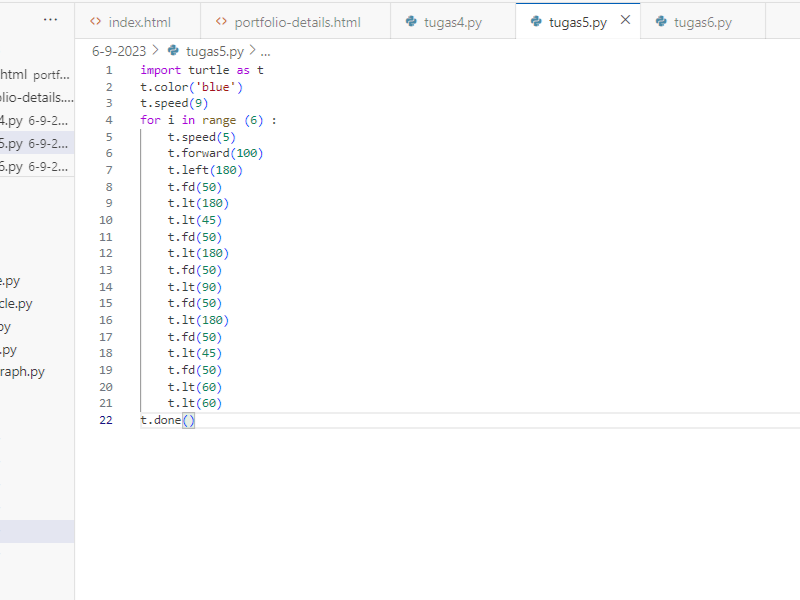 ...
index.html
portfolio-details.html
tugas4.py
tugas5.py
tugas6.py
6-9-2023 > tugas5.py > ...
html portf...
lio-details....
4.py 6-9-2...
5.py 6-9-2...
6.py 6-9-2...
e.py
cle.py
py
.py
raph.py
1 import turtle as t
2 t.color('blue')
3 t.speed(9)
4 for i in range (6) :
5 t.speed(5)
6 t.forward(100)
7 t.left(180)
8 t.fd(50)
9 t.lt(180)
10 t.lt(45)
11 t.fd(50)
12 t.lt(180)
13 t.fd(50)
14 t.lt(90)
15 t.fd(50)
16 t.lt(180)
17 t.fd(50)
18 t.lt(45)
19 t.fd(50)
20 t.lt(60)
21 t.lt(60)
22 t.done()